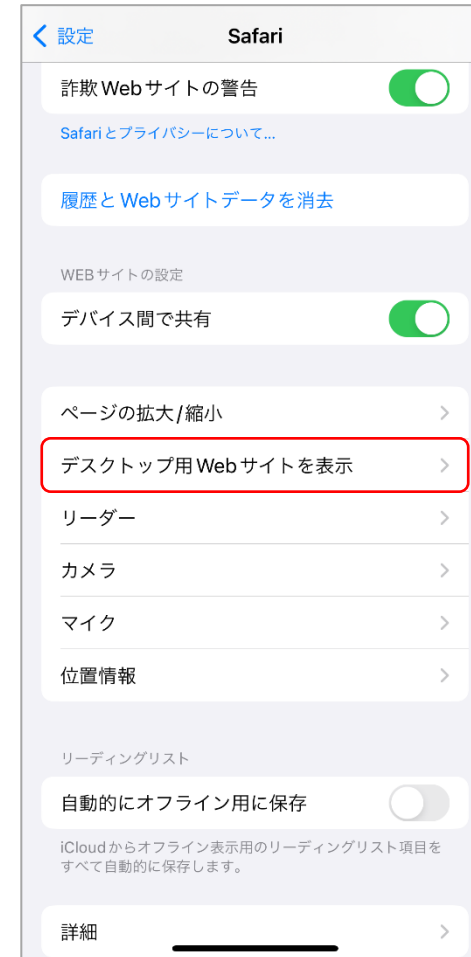 設定
Safari
詐欺Webサイトの警告
Safariとプライバシーについて...
履歴とWebサイトデータを消去
WEBサイトの設定
デバイス間で共有
ページの拡大/縮小
デスクトップ用Webサイトを表示
リーダー
カメラ
マイク
位置情報
リーディングリスト
自動的にオフライン用に保存
iCloudからオフライン表示用のリーディングリスト項目を
すべて自動的に保存します。
詳細